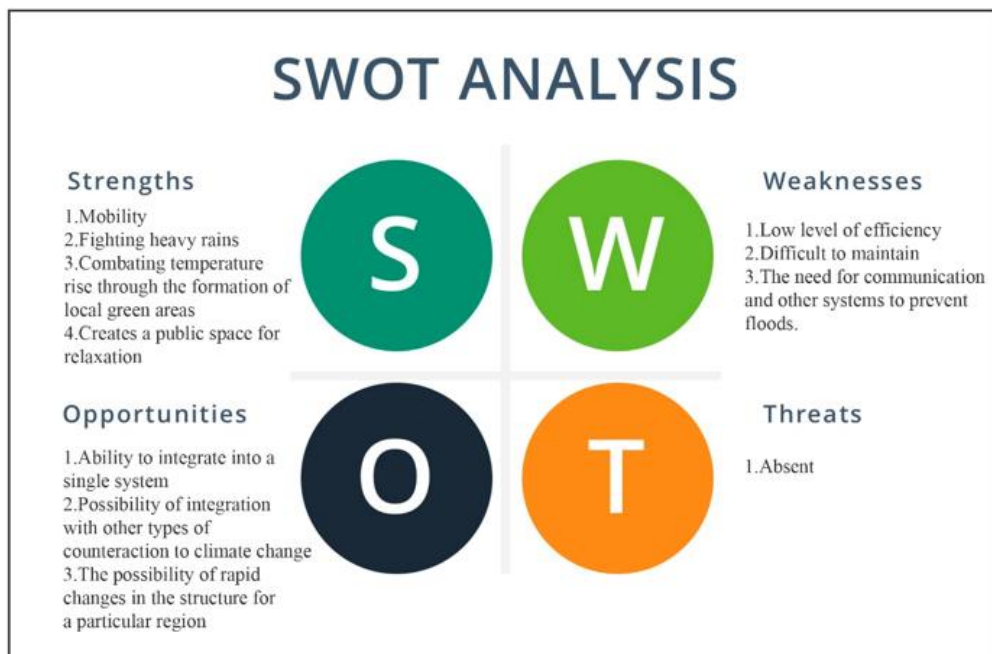 SWOT ANALYSIS
Strengths
1.Mobility
2.Fighting heavy rains
3.Combating temperature
rise through the formation of
local green areas
4.Creates a public space for
relaxation
S
W
Weaknesses
1.Low level of efficiency
2.Difficult to maintain
3.The need for communication
and other systems to prevent
floods.
Opportunities
1.Ability to integrate into a
single system
2.Possibility of integration
with other types of
counteraction to climate change
3.The possibility of rapid
changes in the structure for
a particular region
O
T
Threats
1.Absent